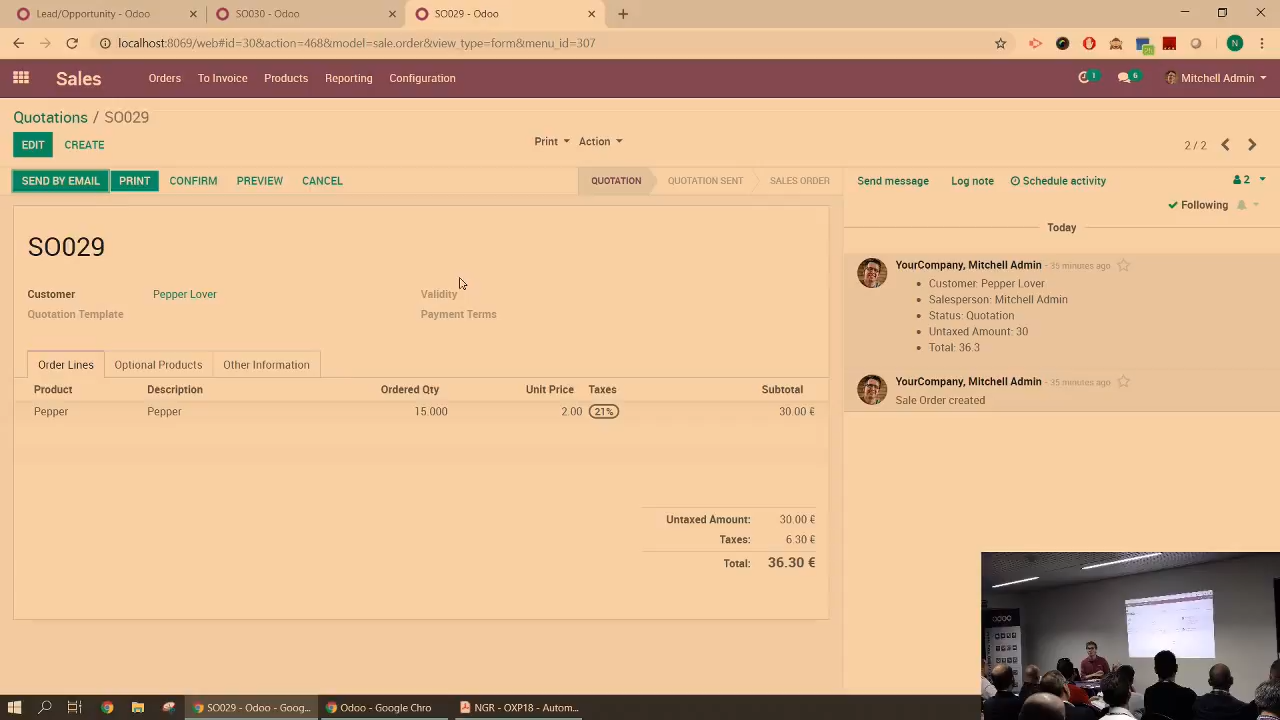 Lead/Opportunity - Odoo
SO030 - Odoo
SO029 - Odoo
localhost:8069/web#id=30&action=468&model=sale.order&view_type=form&menu_id=307
N
Sales
Orders
To Invoice
Products
Reporting
Configuration
1
6
Mitchell Admin
Quotations / SO029
EDIT
CREATE
Print
Action
2 / 2
SEND BY EMAIL
PRINT
CONFIRM
PREVIEW
CANCEL
QUOTATION
QUOTATION SENT
SALES ORDER
Send message
Log note
Schedule activity
2
Following
Today
SO029
Customer
Pepper Lover
Quotation Template
Validity
Payment Terms
Order Lines
Optional Products
Other Information
Product
Description
Ordered Qty
Unit Price
Taxes
Subtotal
Pepper
Pepper
15.000
2.00
21%
30.00 €
Untaxed Amount: 30.00 €
Taxes: 6.30 €
Total: 36.30 €
YourCompany, Mitchell Admin - 35 minutes ago
Customer: Pepper Lover
Salesperson: Mitchell Admin
Status: Quotation
Untaxed Amount: 30
Total: 36.3
YourCompany, Mitchell Admin - 35 minutes ago
Sale Order created
odoo
SO029 - Odoo - Goog...
Odoo - Google Chro
NGR - OXP18 - Autom...